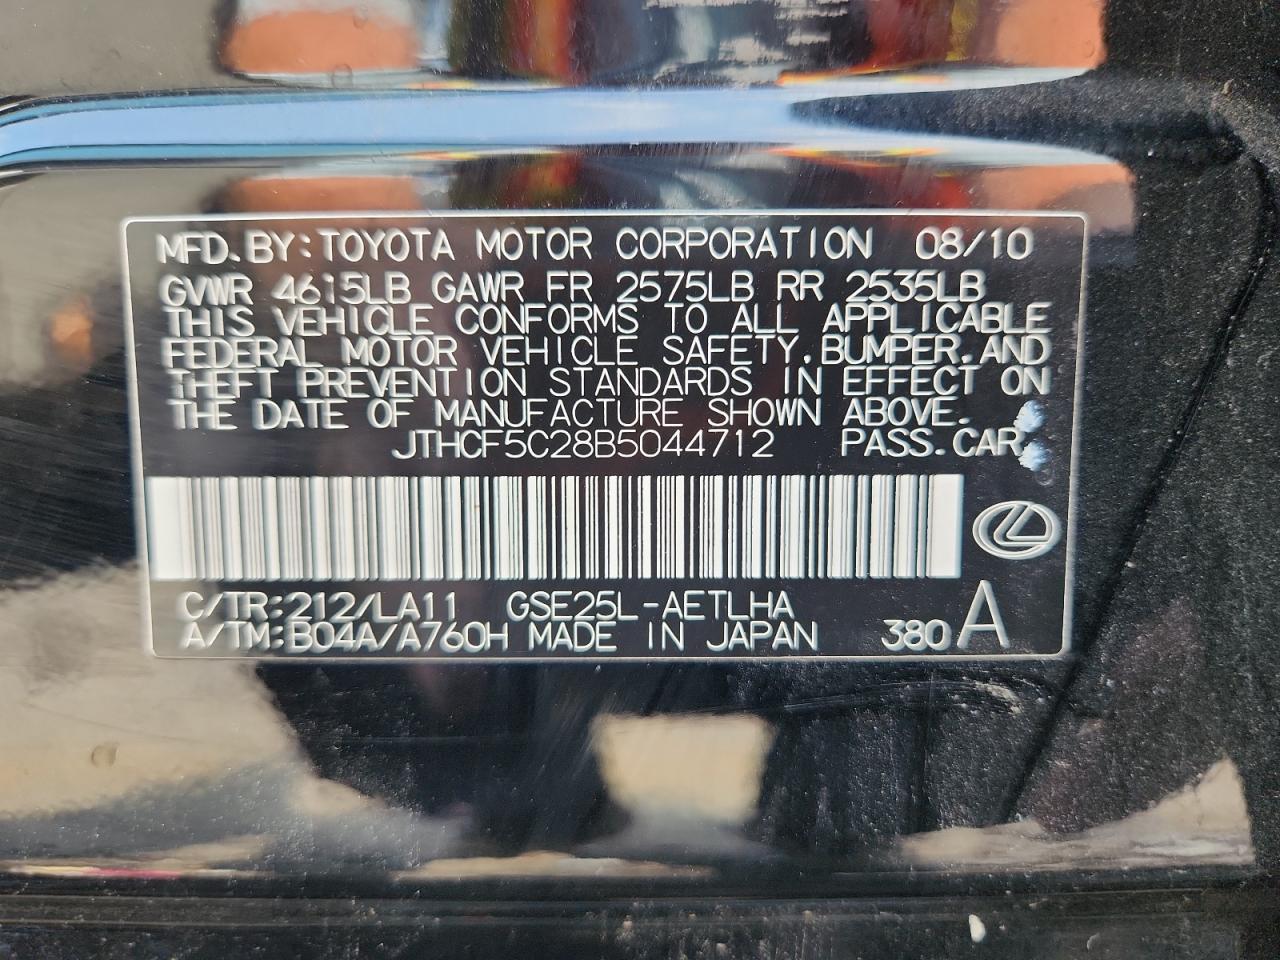 MFD.BY:TOYOTA MOTOR CORPORATION 08/10
GVWR 4615LB GAWR FR 2575LB RR 2535LB
THIS VEHICLE CONFORMS TO ALL APPLICABLE
FEDERAL MOTOR VEHICLE SAFETY,BUMPER,AND
THEFT PREVENTION STANDARDS IN EFFECT ON
THE DATE OF MANUFACTURE SHOWN ABOVE.
JTHCF5C28B5044712 PASS.CAR
C/TR:212/LA11 GSE25L-AETLHA
A/TM:B04A/A760H MADE IN JAPAN 380 A